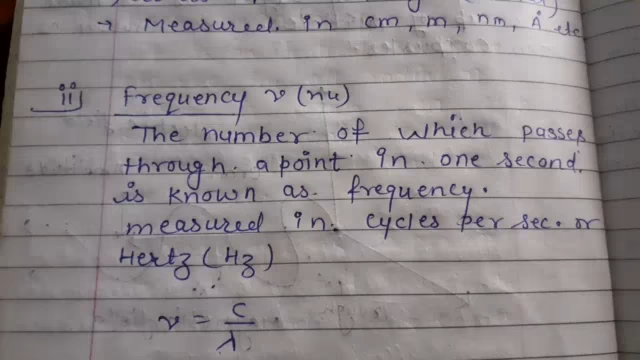 → Measured in cm, m, nm, Å etc
ii) Frequency ν (niu)
The number of which passes
through a point in one second.
is known as frequency.
measured in cycles per sec. or
Hertz (Hz)
ν = c/λ